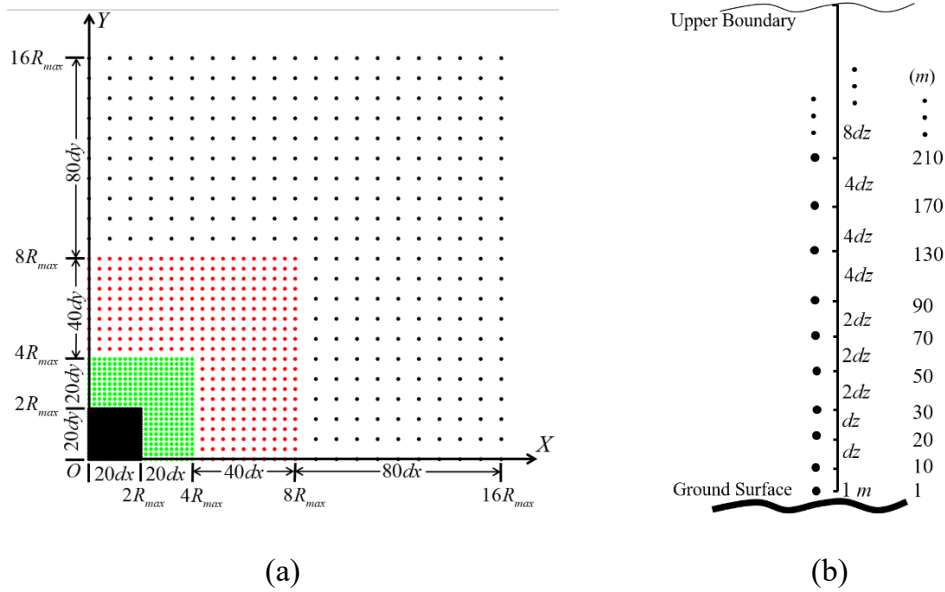 Y
16R_max
80dy
8R_max
40dy
4R_max
20dy
2R_max
20dy
X
O
20dx
20dx
40dx
80dx
2R_max
4R_max
8R_max
16R_max
(a)
Upper Boundary
(m)
8dz
210
4dz
170
4dz
130
4dz
90
2dz
70
2dz
50
2dz
30
dz
20
dz
10
Ground Surface
1 m
1
(b)